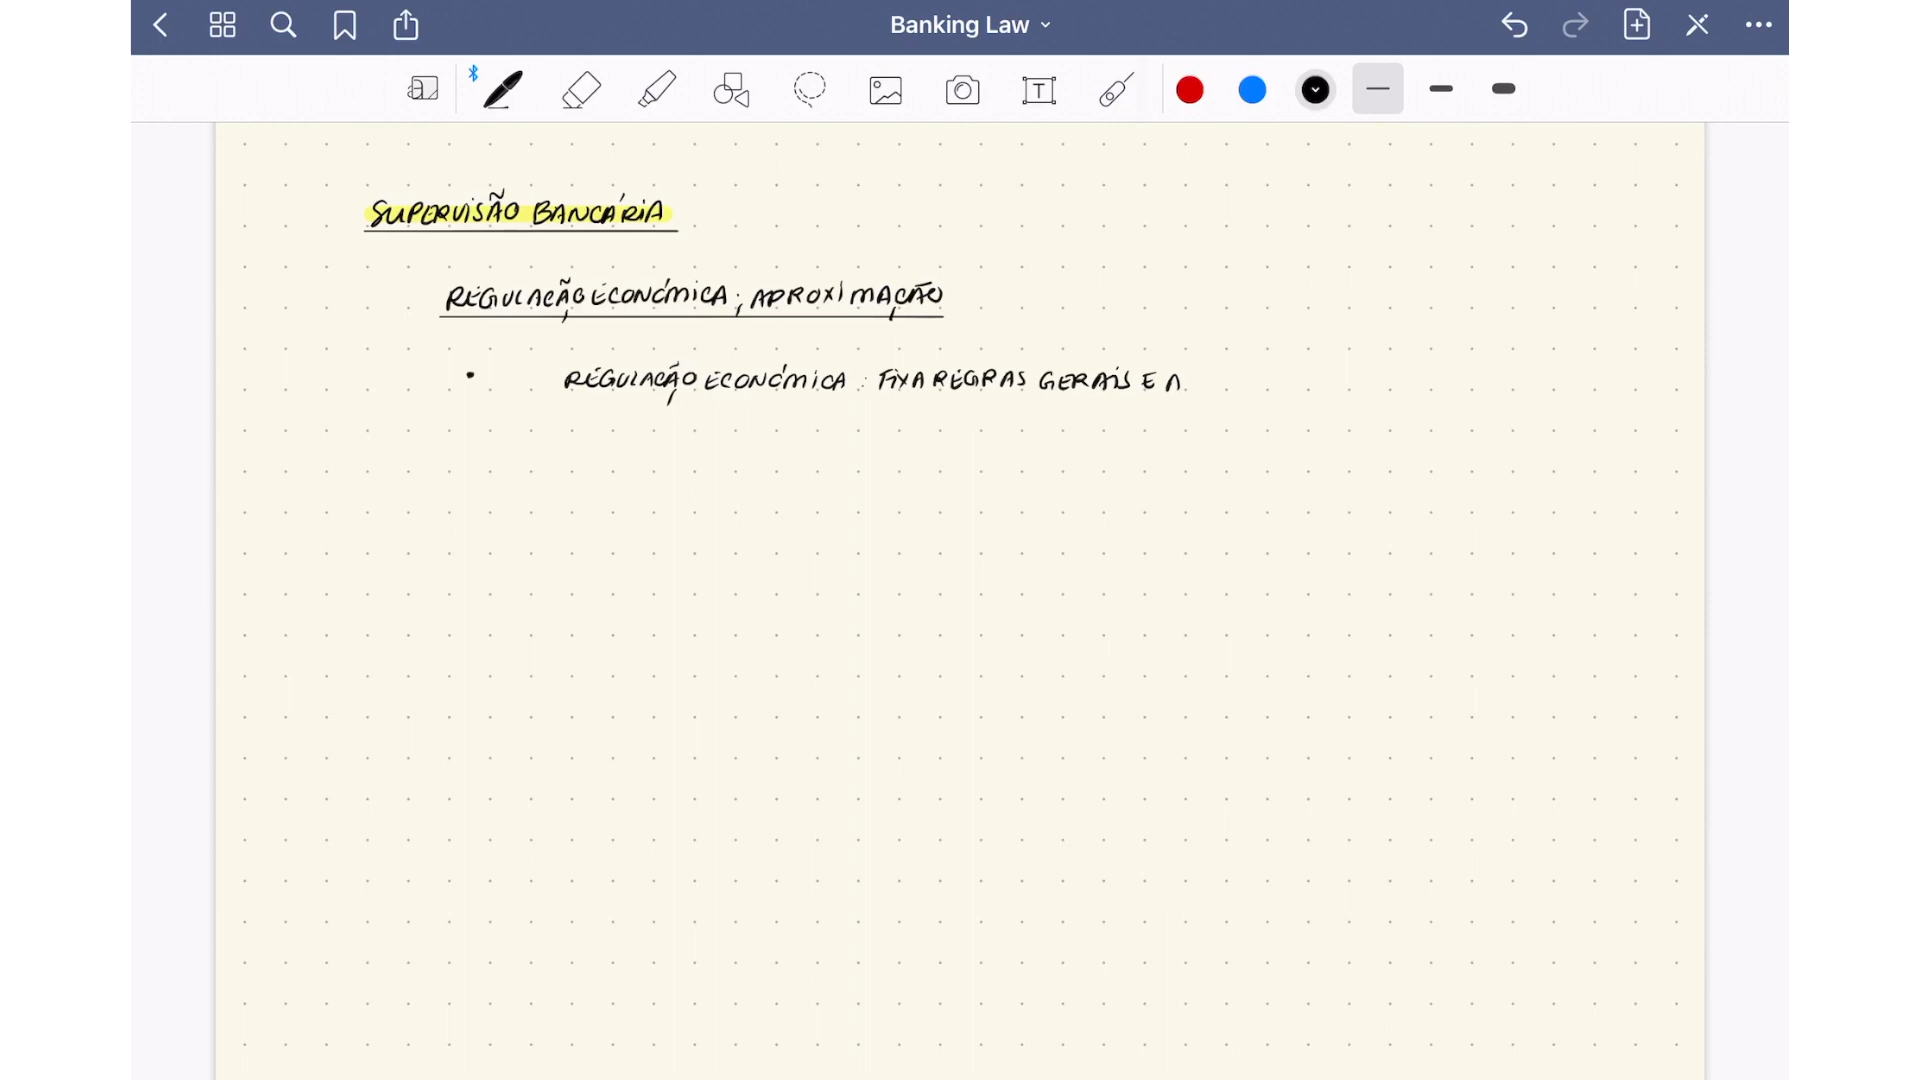 Banking Law
T
SUPERVISÃO BANCÁRIA
REGULAÇÃO ECONÓMICA; APROXIMAÇÃO
• REGULAÇÃO ECONÓMICA: FIXA REGRAS GERAIS E A